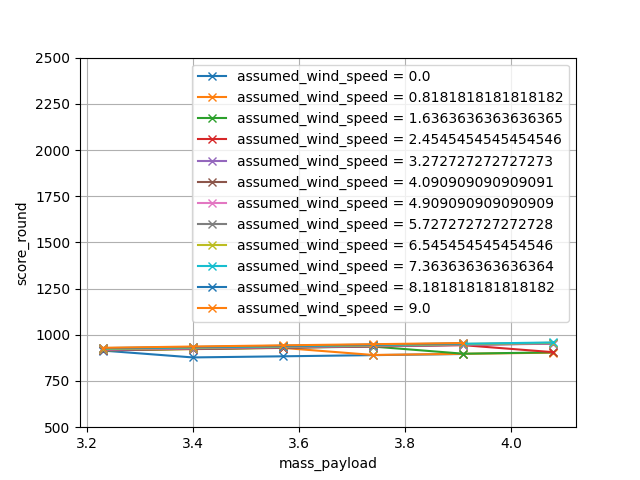 2500
2250
2000
1750
1500
1250
1000
750
500
score_round
assumed_wind_speed = 0.0
assumed_wind_speed = 0.8181818181818182
assumed_wind_speed = 1.6363636363636365
assumed_wind_speed = 2.4545454545454546
assumed_wind_speed = 3.272727272727273
assumed_wind_speed = 4.090909090909091
assumed_wind_speed = 4.909090909090909
assumed_wind_speed = 5.727272727272728
assumed_wind_speed = 6.545454545454546
assumed_wind_speed = 7.363636363636364
assumed_wind_speed = 8.181818181818182
assumed_wind_speed = 9.0
3.2 3.4 3.6 3.8 4.0
mass_payload